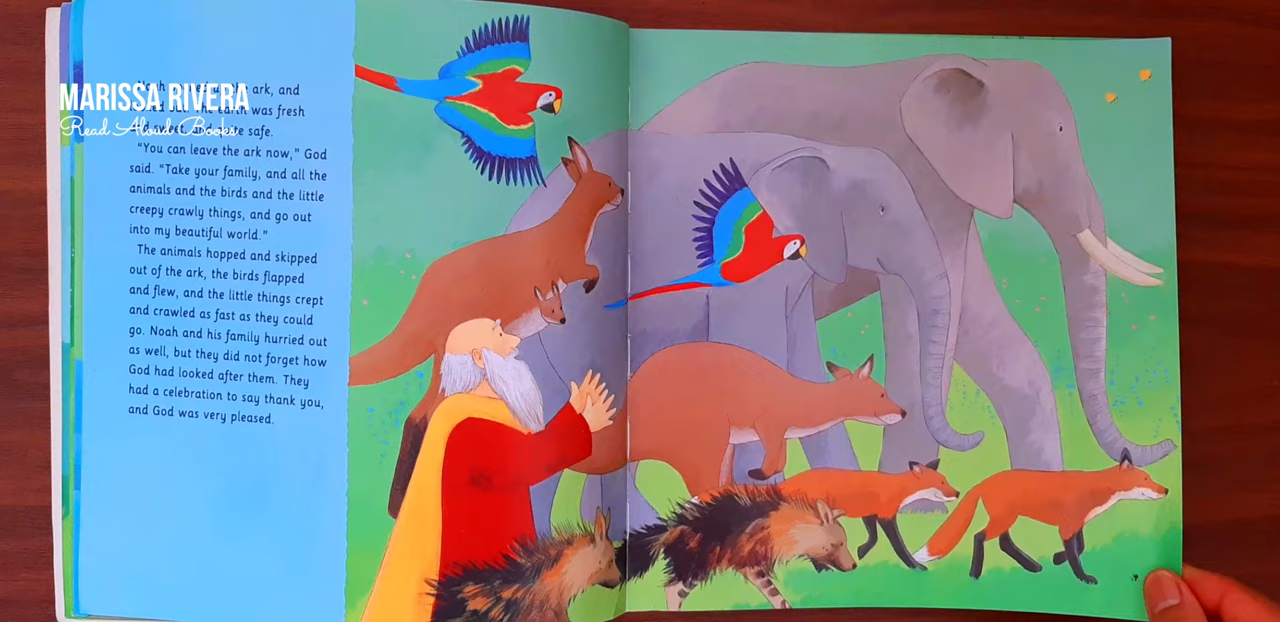 MARISSA RIVERA
Read Aloud Books
ark, and
earth was fresh
safe.
"You can leave the ark now," God
said. "Take your family, and all the
animals and the birds and the little
creepy crawly things, and go out
into my beautiful world."
The animals hopped and skipped
out of the ark, the birds flapped
and flew, and the little things crept
and crawled as fast as they could
go. Noah and his family hurried out
as well, but they did not forget how
God had looked after them. They
had a celebration to say thank you,
and God was very pleased.